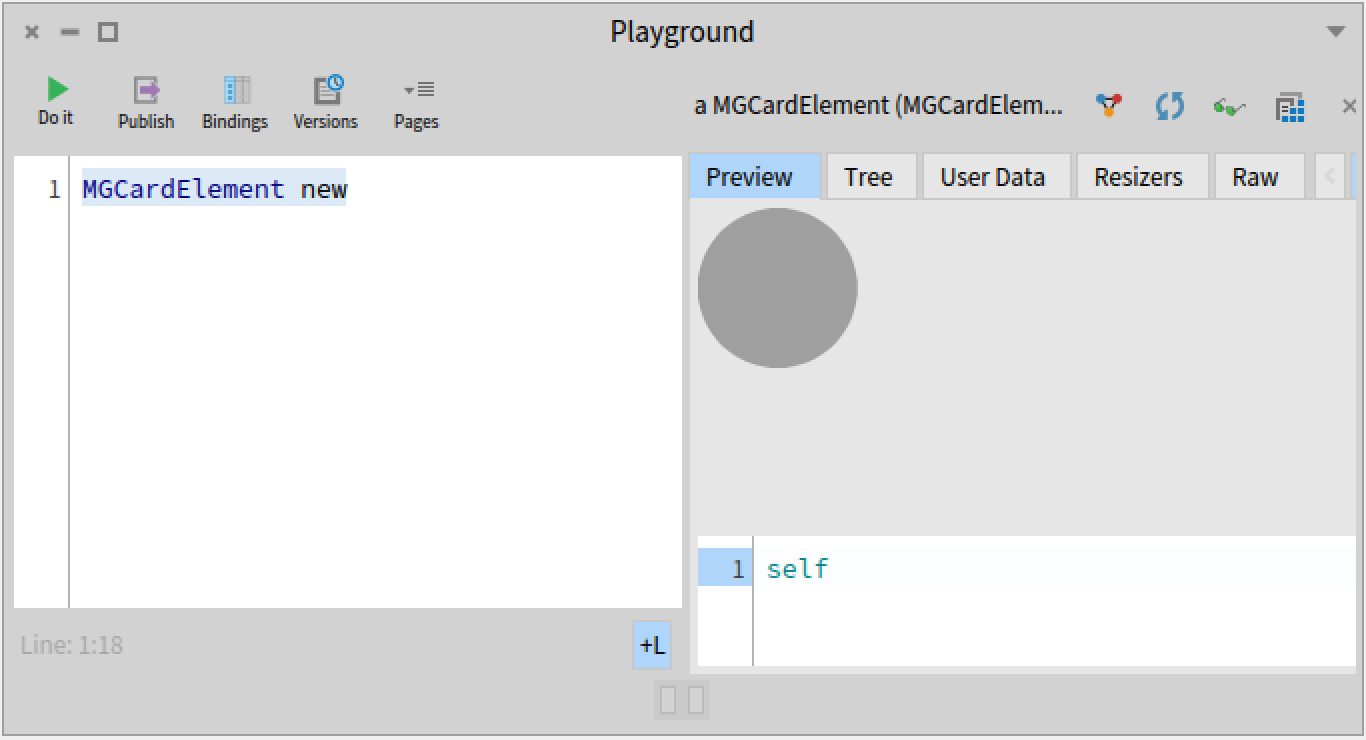 Playground
Do it
Publish
Bindings
Versions
Pages
a MGCardElement (MGCardElem...
1 MGCardElement new
Preview
Tree
User Data
Resizers
Raw
1 self
Line: 1:18
+L